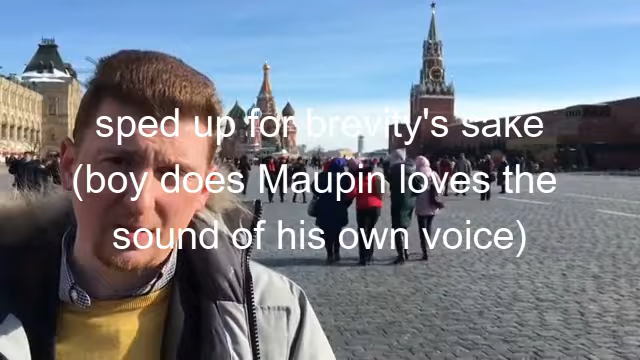 sped up for brevity's sake
(boy does Maupin loves the
sound of his own voice)